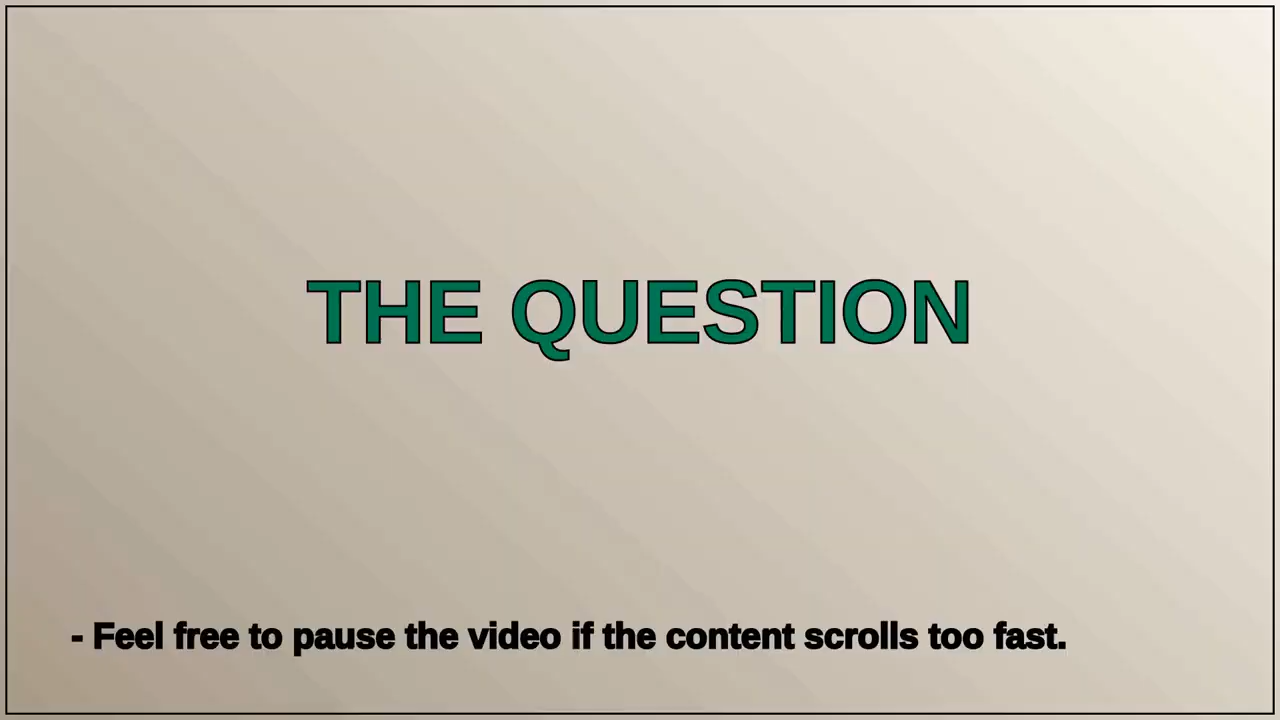 THE QUESTION
- Feel free to pause the video if the content scrolls too fast.